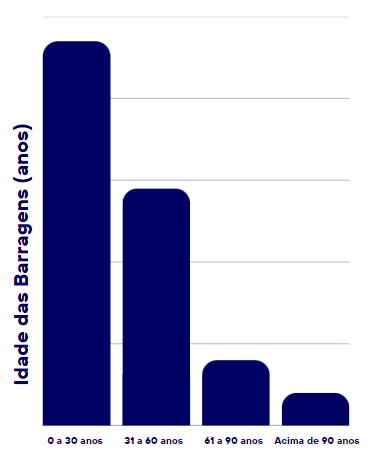 Idade das Barragens (anos)
0 a 30 anos
31 a 60 anos
61 a 90 anos
Acima de 90 anos